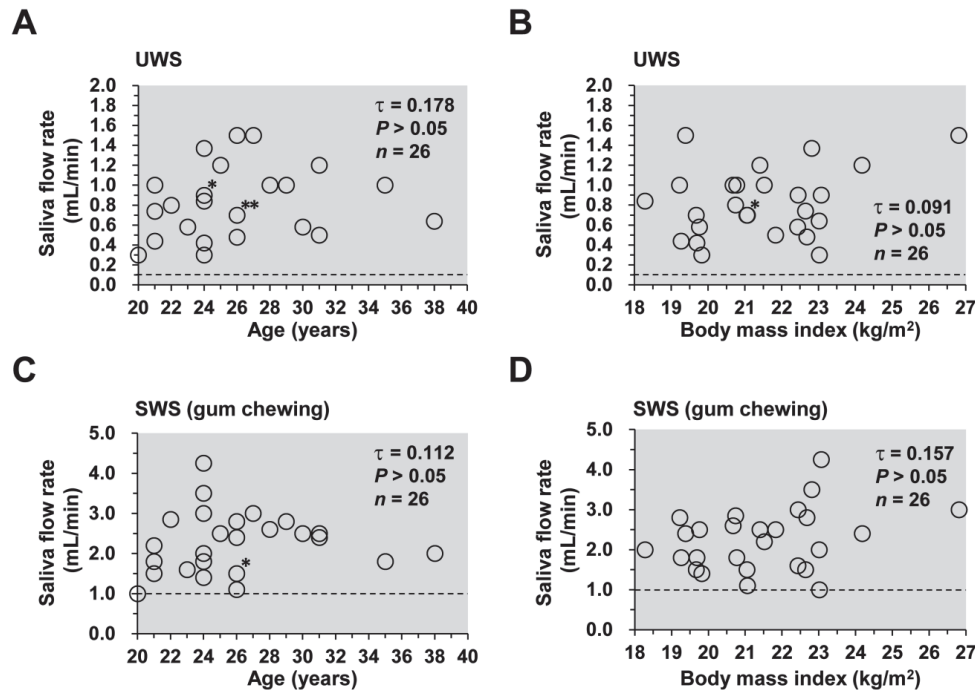 A
UWS
Saliva flow rate
(mL/min)
2.0
1.8
1.6
1.4
1.2
1.0
0.8
0.6
0.4
0.2
0.0
τ = 0.178
P > 0.05
n = 26
*
**
20 22 24 26 28 30 32 34 36 38 40
Age (years)
B
UWS
Saliva flow rate
(mL/min)
2.0
1.8
1.6
1.4
1.2
1.0
0.8
0.6
0.4
0.2
0.0
*
τ = 0.091
P > 0.05
n = 26
18 19 20 21 22 23 24 25 26 27
Body mass index (kg/m²)
C
SWS (gum chewing)
Saliva flow rate
(mL/min)
5.0
4.0
3.0
2.0
1.0
0.0
τ = 0.112
P > 0.05
n = 26
*
20 22 24 26 28 30 32 34 36 38 40
Age (years)
D
SWS (gum chewing)
Saliva flow rate
(mL/min)
5.0
4.0
3.0
2.0
1.0
0.0
τ = 0.157
P > 0.05
n = 26
18 19 20 21 22 23 24 25 26 27
Body mass index (kg/m²)